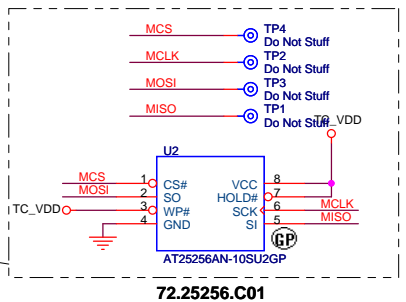 MCS
TP4
Do Not Stuff
MCLK
TP2
Do Not Stuff
MOSI
TP3
Do Not Stuff
MISO
TP1
Do Not Stuff
TC_VDD
U2
MCS
1
CS#
VCC
8
MOSI
2
SO
HOLD#
7
TC_VDD
3
WP#
SCK
6
MCLK
4
GND
SI
5
MISO
GP
AT25256AN-10SU2GP
72.25256.C01